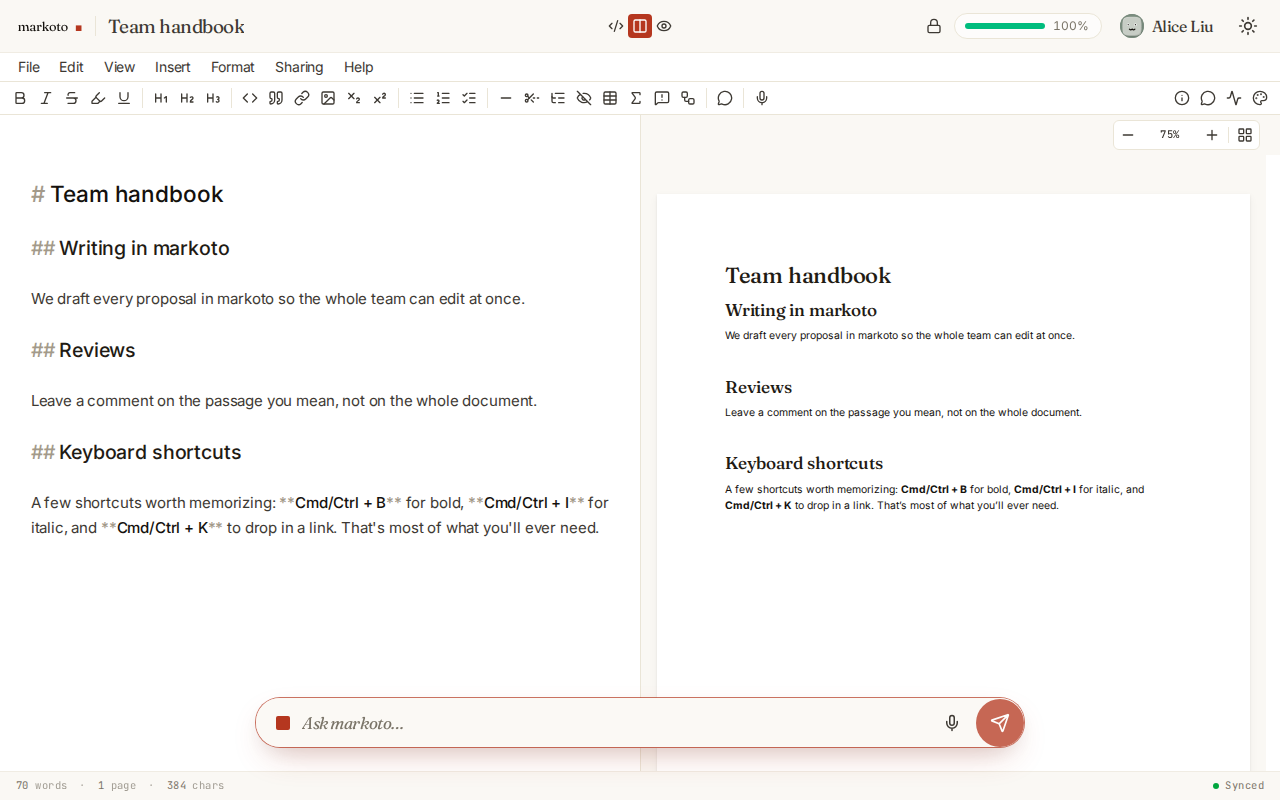 markoto
Team handbook
100%
Alice Liu
File Edit View Insert Format Sharing Help
H1 H2 H3
75%
# Team handbook
## Writing in markoto
We draft every proposal in markoto so the whole team can edit at once.
## Reviews
Leave a comment on the passage you mean, not on the whole document.
## Keyboard shortcuts
A few shortcuts worth memorizing: **Cmd/Ctrl + B** for bold, **Cmd/Ctrl + I** for
italic, and **Cmd/Ctrl + K** to drop in a link. That's most of what you'll ever need.
Team handbook
Writing in markoto
We draft every proposal in markoto so the whole team can edit at once.
Reviews
Leave a comment on the passage you mean, not on the whole document.
Keyboard shortcuts
A few shortcuts worth memorizing: Cmd/Ctrl + B for bold, Cmd/Ctrl + I for italic, and
Cmd/Ctrl + K to drop in a link. That's most of what you'll ever need.
Ask markoto...
70 words · 1 page · 384 chars
Synced